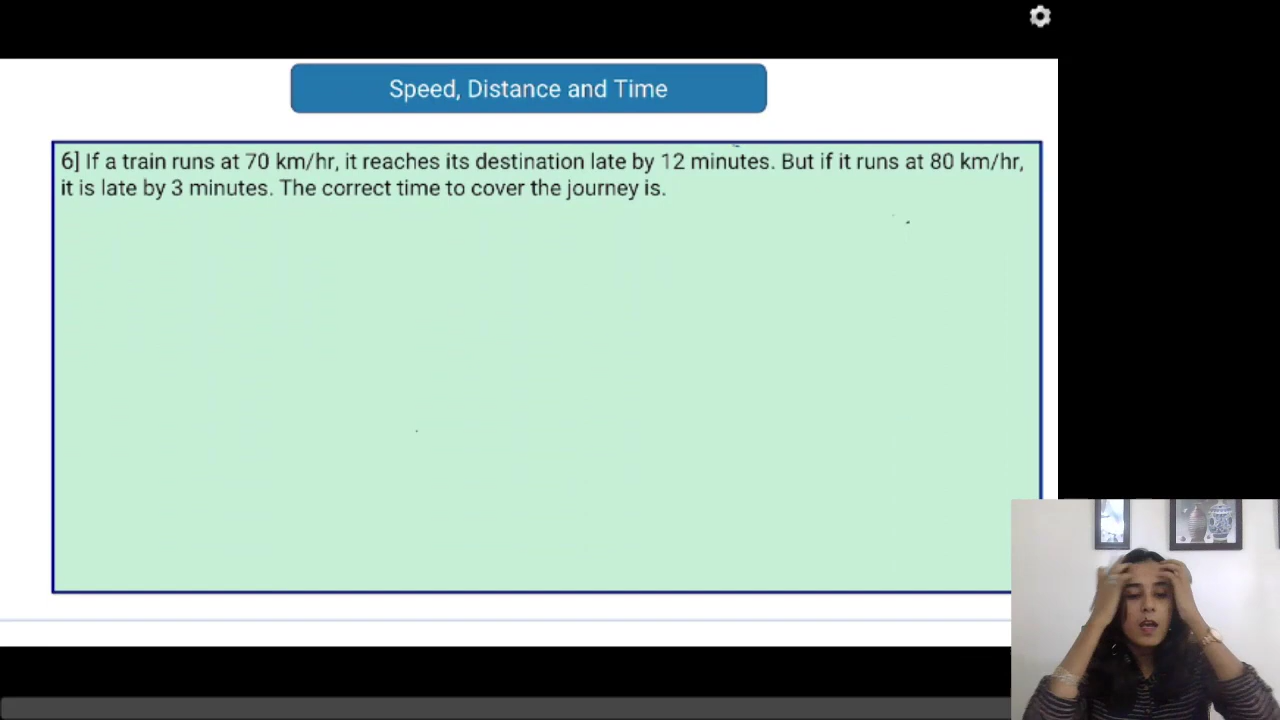 Speed, Distance and Time
6] If a train runs at 70 km/hr, it reaches its destination late by 12 minutes. But if it runs at 80 km/hr,
it is late by 3 minutes. The correct time to cover the journey is.